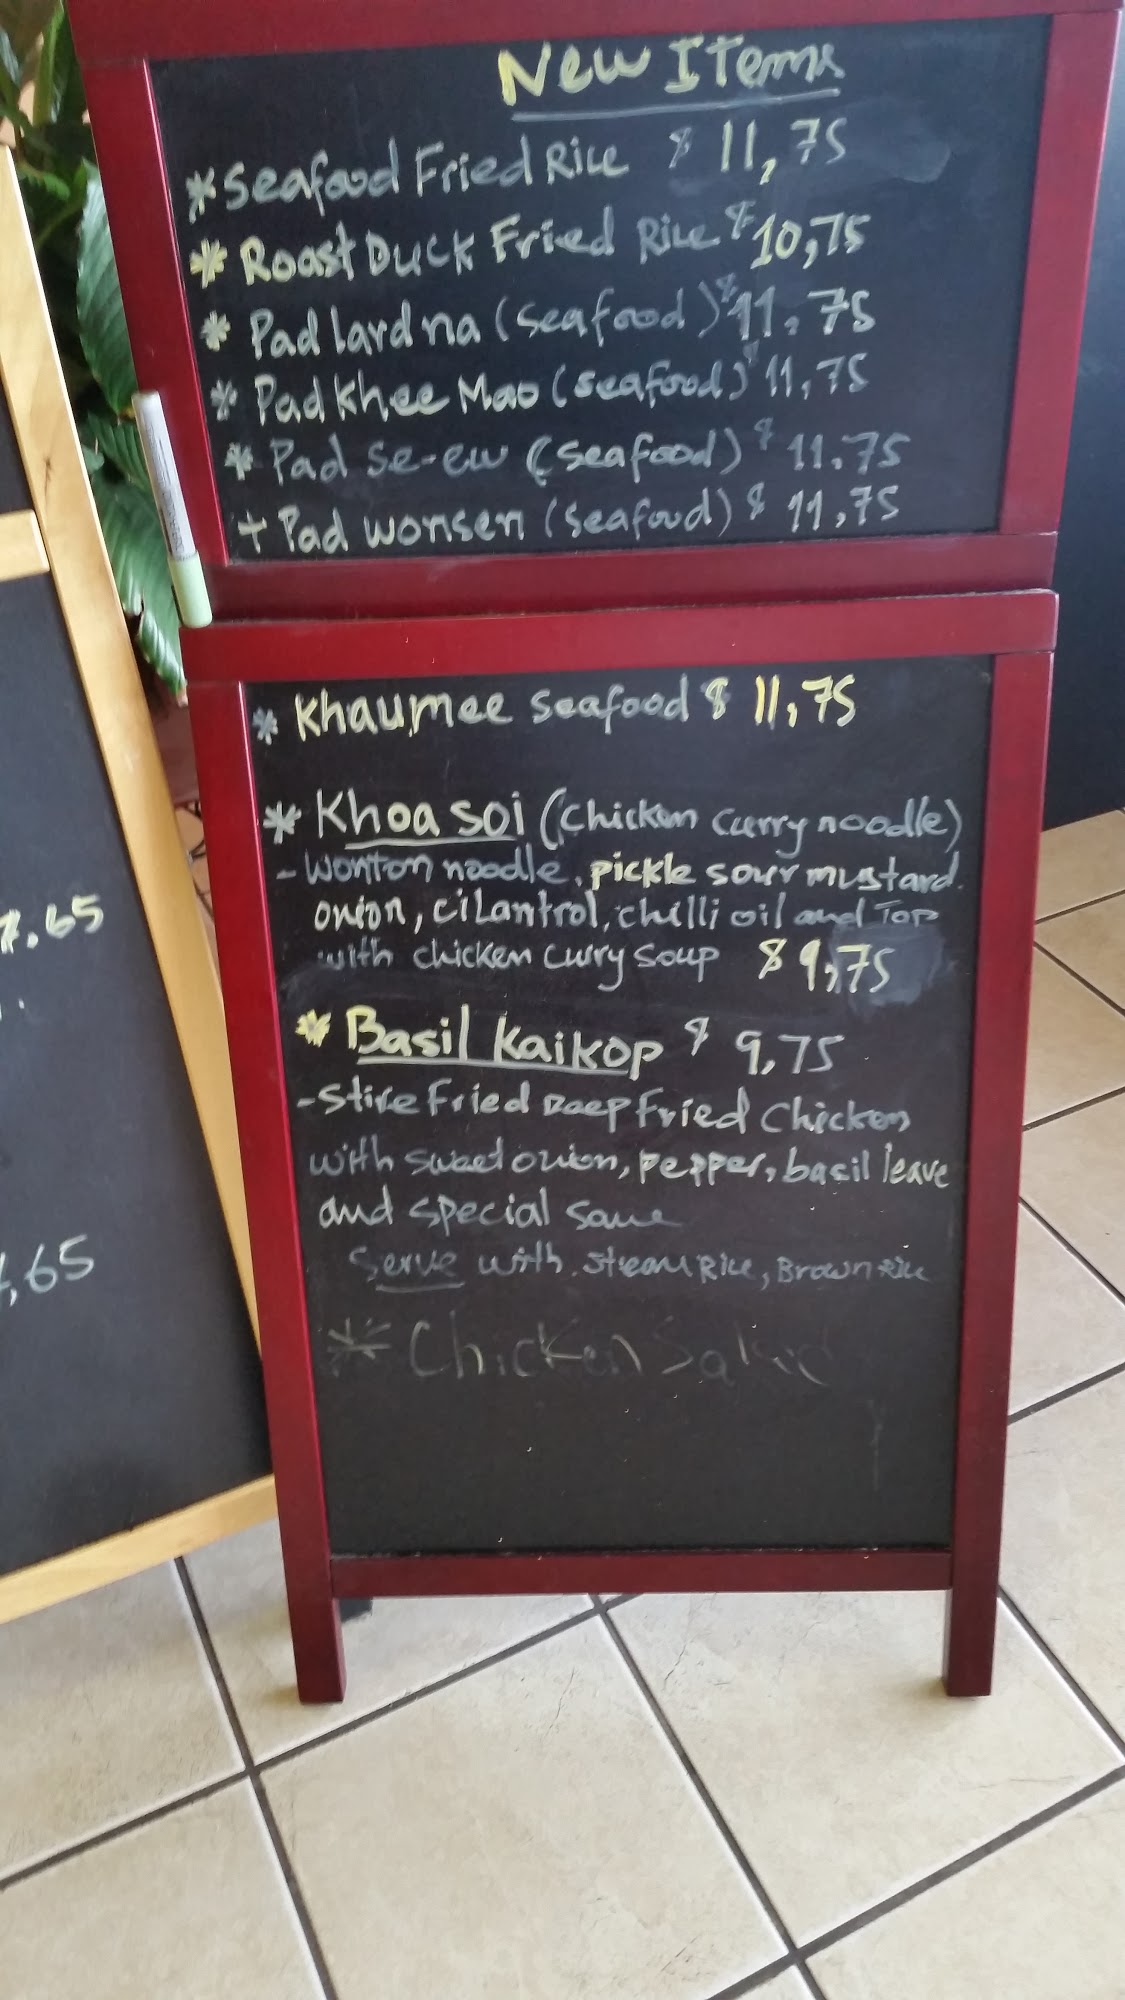 New Items
* Seafood Fried Rice $ 11,75
* Roast Duck Fried Rice $ 10,75
* Pad lard na (seafood) $ 11.75
* Pad Khee Mao (seafood) $ 11,75
* Pad se-ew (seafood) $ 11.75
+ Pad wonsen (seafood) $ 11,75
* Khaumee seafood $ 11,75
* Khoa soi (chicken curry noodle)
- wonton noodle, pickle sour mustard.
onion, cilantrol, chilli oil and Top
with chicken curry soup $ 9,75
* Basil Kaikop $ 9,75
- Stire Fried Deep Fried Chicken
with sweet onion, pepper, basil leave
and special saue
Serve with. Steam Rice, Brown Rice
* Chicken
.65
,65